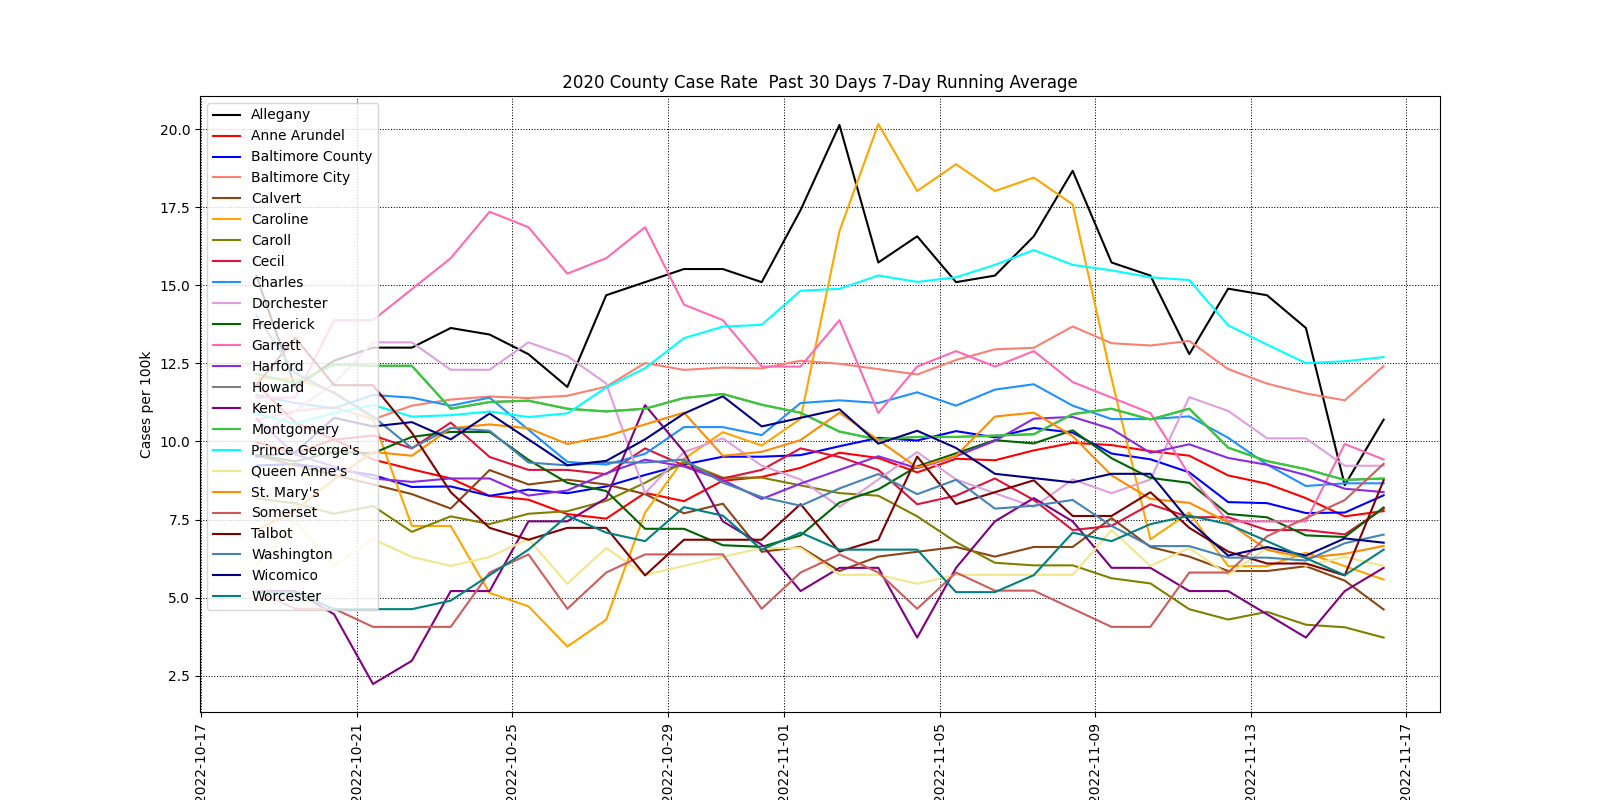 2020 County Case Rate  Past 30 Days 7-Day Running Average
Cases per 100k
20.0
17.5
15.0
12.5
10.0
7.5
5.0
2.5
Allegany
Anne Arundel
Baltimore County
Baltimore City
Calvert
Caroline
Caroll
Cecil
Charles
Dorchester
Frederick
Garrett
Harford
Howard
Kent
Montgomery
Prince George's
Queen Anne's
St. Mary's
Somerset
Talbot
Washington
Wicomico
Worcester
2022-10-17
2022-10-21
2022-10-25
2022-10-29
2022-11-01
2022-11-05
2022-11-09
2022-11-13
2022-11-17